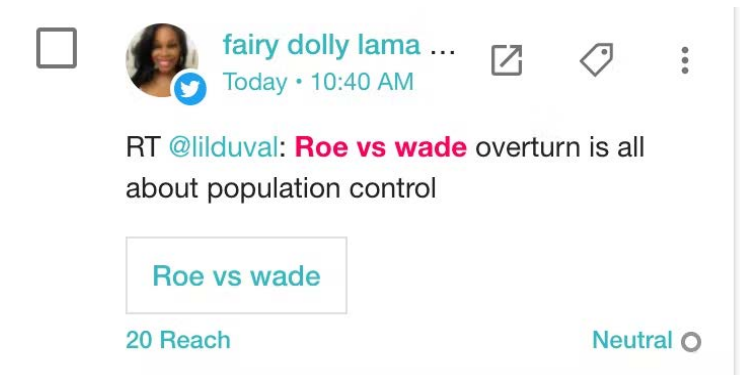 fairy dolly lama ...
Today • 10:40 AM
RT @lilduval: Roe vs wade overturn is all
about population control
Roe vs wade
20 Reach
Neutral